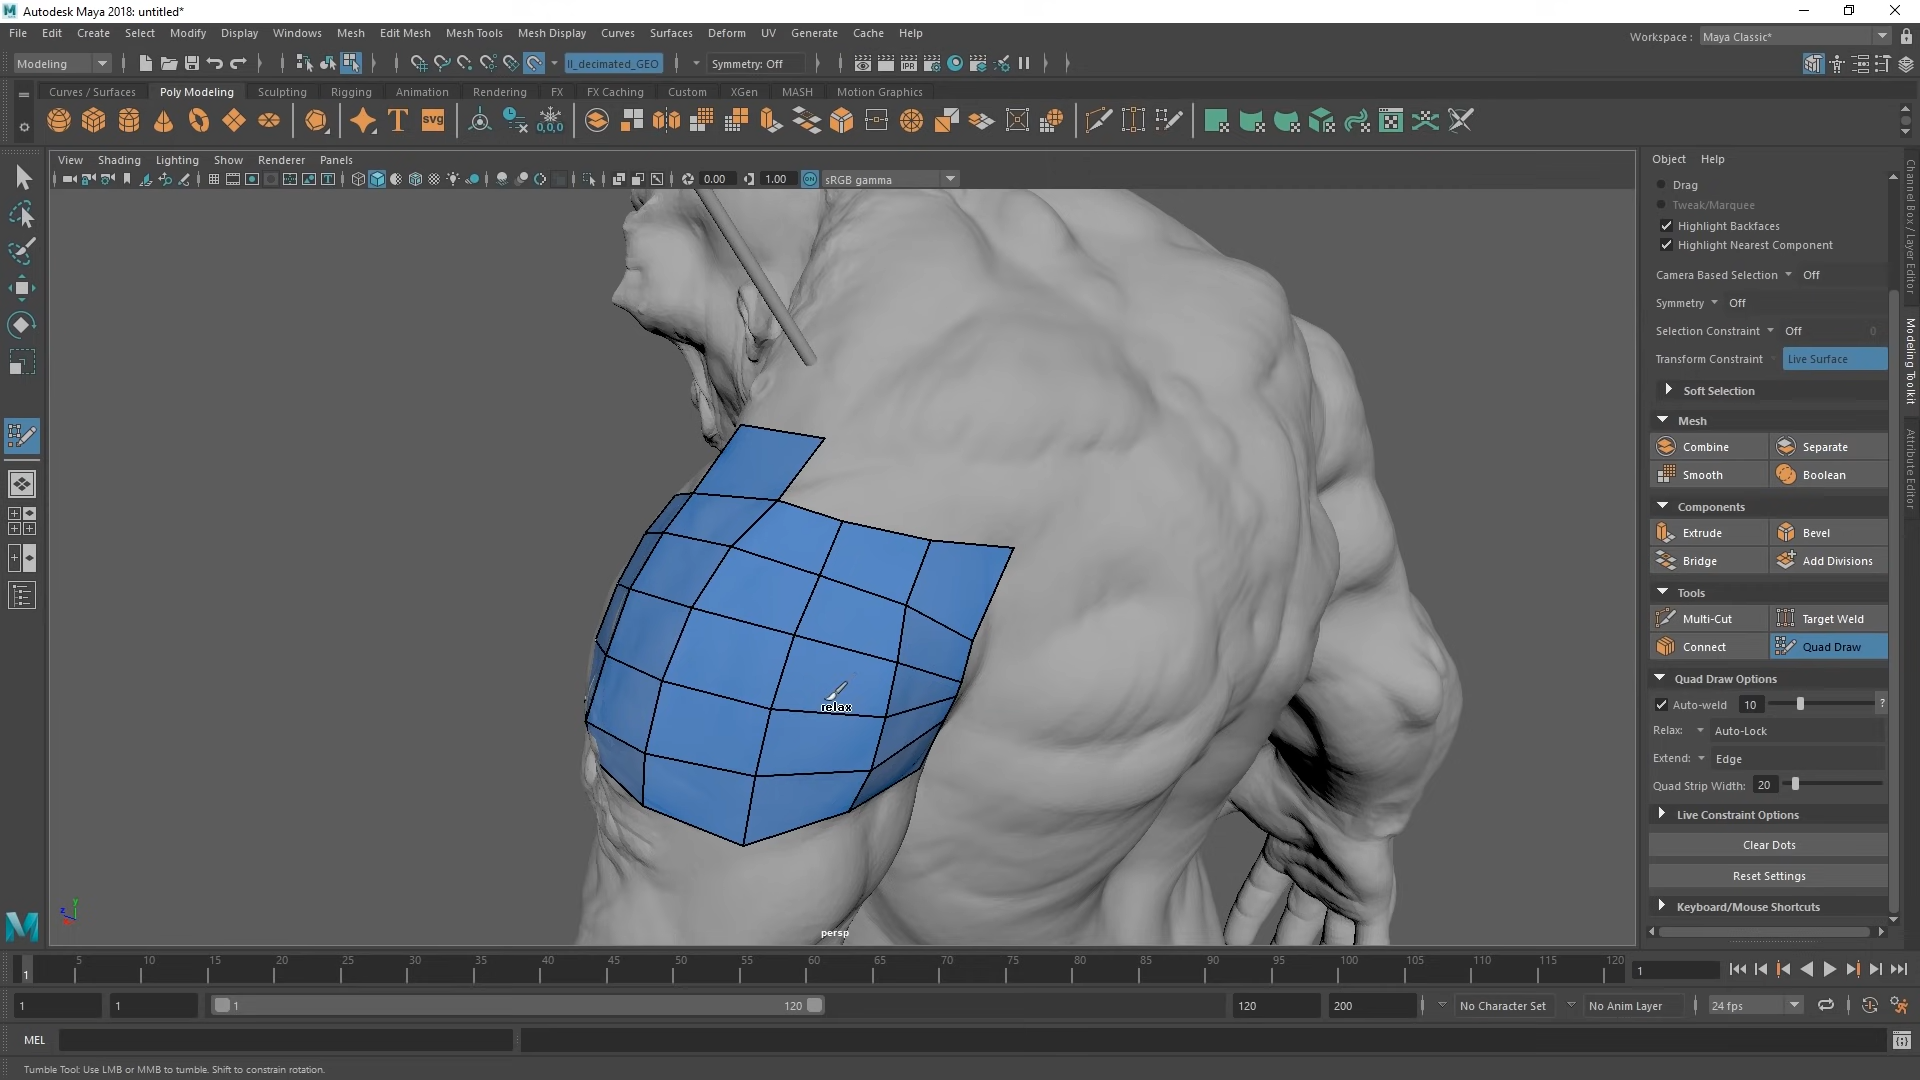 Autodesk Maya 2018: untitled*
File Edit Create Select Modify Display Windows Mesh Edit Mesh Mesh Tools Mesh Display Curves Surfaces Deform UV Generate Cache Help
Workspace : Maya Classic*
Modeling ll_decimated_GEO Symmetry: Off
Curves / Surfaces Poly Modeling Sculpting Rigging Animation Rendering FX FX Caching Custom XGen MASH Motion Graphics
View Shading Lighting Show Renderer Panels
0.00 1.00 sRGB gamma
relax
persp
Object Help
Drag
Tweak/Marquee
Highlight Backfaces
Highlight Nearest Component
Camera Based Selection Off
Symmetry Off
Selection Constraint Off 0
Transform Constraint Live Surface
Soft Selection
Mesh
Combine Separate
Smooth Boolean
Components
Extrude Bevel
Bridge Add Divisions
Tools
Multi-Cut Target Weld
Connect Quad Draw
Quad Draw Options
Auto-weld 10 ?
Relax: Auto-Lock
Extend: Edge
Quad Strip Width: 20
Live Constraint Options
Clear Dots
Reset Settings
Keyboard/Mouse Shortcuts
Channel Box / Layer Editor
Modeling Toolkit
Attribute Editor
1 5 10 15 20 25 30 35 40 45 50 55 60 65 70 75 80 85 90 95 100 105 110 115 120 1
1 1 1 120 120 200 No Character Set No Anim Layer 24 fps
MEL
Tumble Tool: Use LMB or MMB to tumble. Shift to constrain rotation.